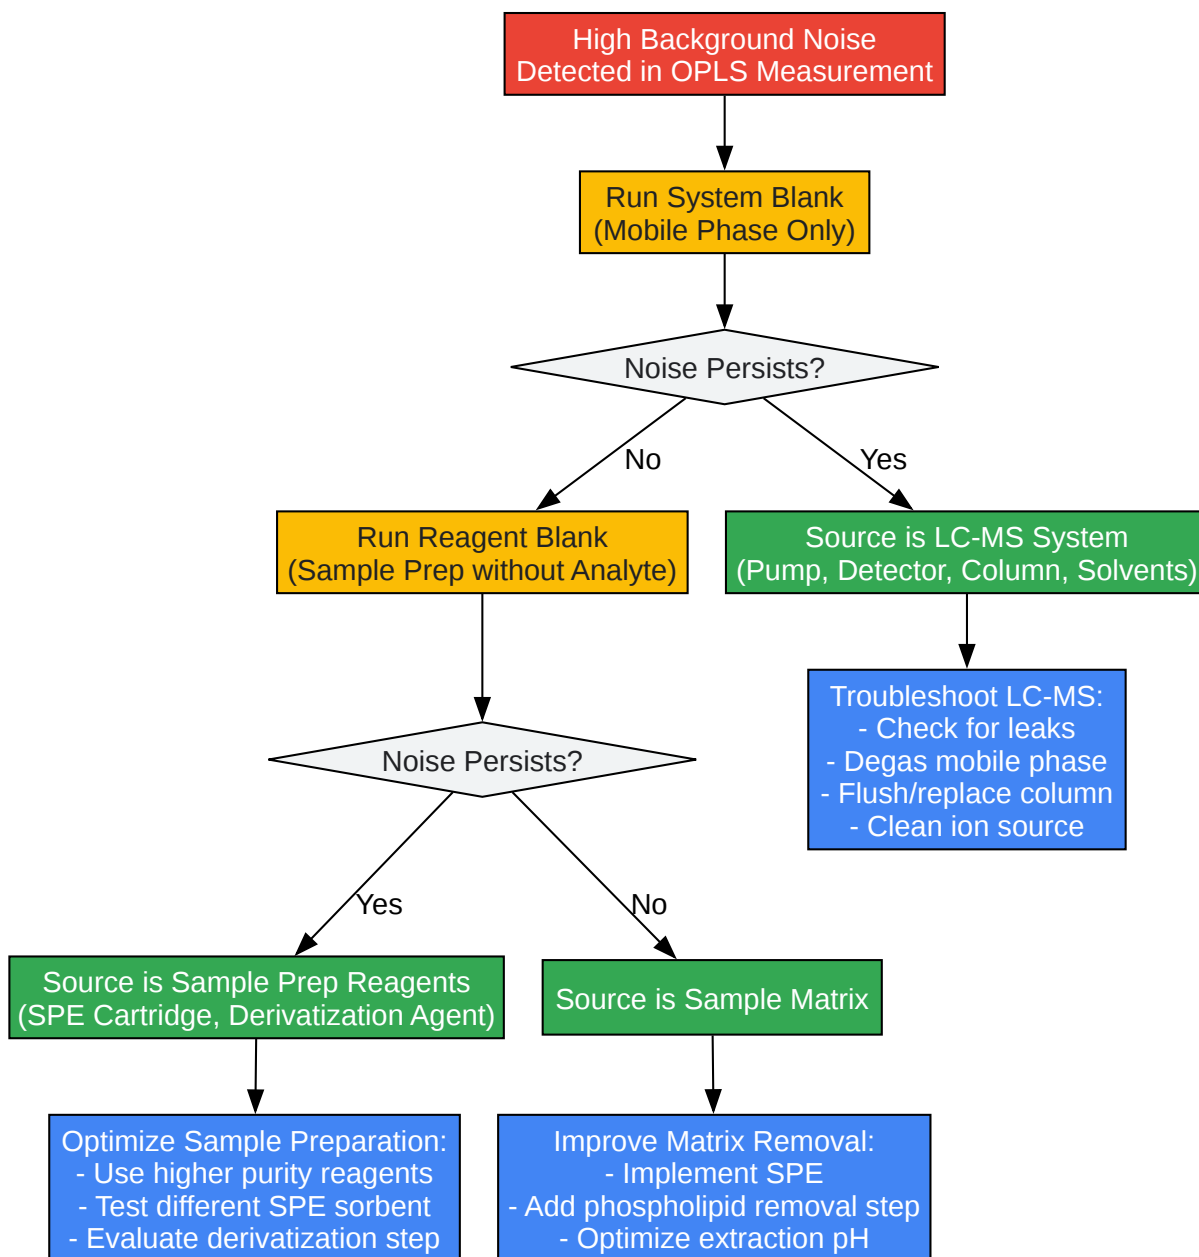 High Background Noise
Detected in OPLS Measurement
Run System Blank
(Mobile Phase Only)
Noise Persists?
No
Yes
Run Reagent Blank
(Sample Prep without Analyte)
Source is LC-MS System
(Pump, Detector, Column, Solvents)
Troubleshoot LC-MS:
- Check for leaks
- Degas mobile phase
- Flush/replace column
- Clean ion source
Noise Persists?
Yes
No
Source is Sample Prep Reagents
(SPE Cartridge, Derivatization Agent)
Source is Sample Matrix
Optimize Sample Preparation:
- Use higher purity reagents
- Test different SPE sorbent
- Evaluate derivatization step
Improve Matrix Removal:
- Implement SPE
- Add phospholipid removal step
- Optimize extraction pH